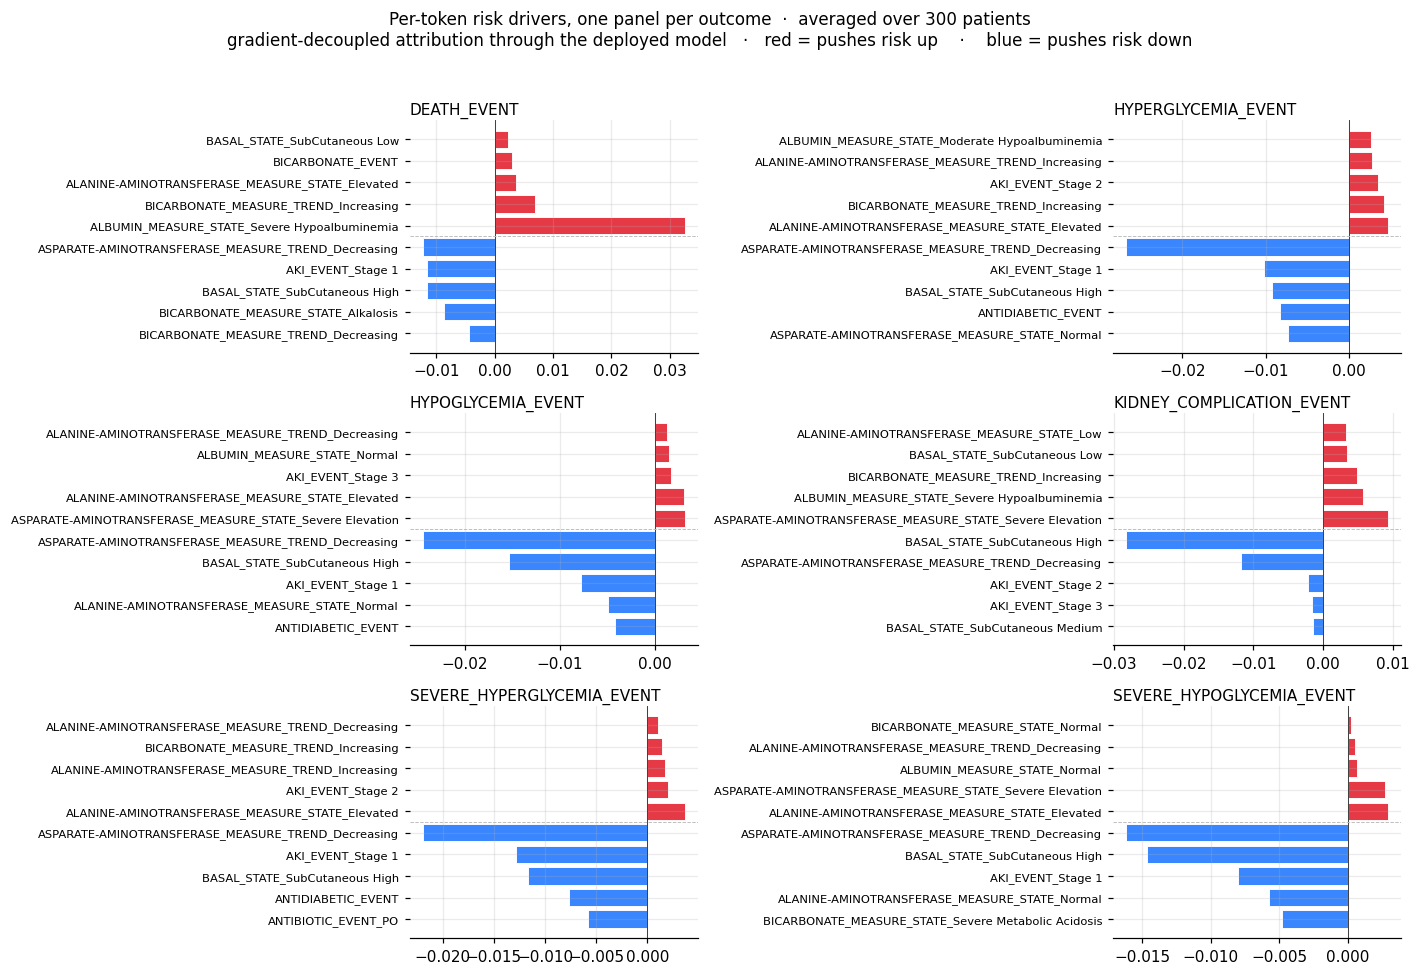 Per-token risk drivers, one panel per outcome · averaged over 300 patients
gradient-decoupled attribution through the deployed model · red = pushes risk up · blue = pushes risk down
DEATH_EVENT
BASAL_STATE_SubCutaneous Low
BICARBONATE_EVENT
ALANINE-AMINOTRANSFERASE_MEASURE_STATE_Elevated
BICARBONATE_MEASURE_TREND_Increasing
ALBUMIN_MEASURE_STATE_Severe Hypoalbuminemia
ASPARATE-AMINOTRANSFERASE_MEASURE_TREND_Decreasing
AKI_EVENT_Stage 1
BASAL_STATE_SubCutaneous High
BICARBONATE_MEASURE_STATE_Alkalosis
BICARBONATE_MEASURE_TREND_Decreasing
−0.01 0.00 0.01 0.02 0.03
HYPERGLYCEMIA_EVENT
ALBUMIN_MEASURE_STATE_Moderate Hypoalbuminemia
ALANINE-AMINOTRANSFERASE_MEASURE_TREND_Increasing
AKI_EVENT_Stage 2
BICARBONATE_MEASURE_TREND_Increasing
ALANINE-AMINOTRANSFERASE_MEASURE_STATE_Elevated
ASPARATE-AMINOTRANSFERASE_MEASURE_TREND_Decreasing
AKI_EVENT_Stage 1
BASAL_STATE_SubCutaneous High
ANTIDIABETIC_EVENT
ASPARATE-AMINOTRANSFERASE_MEASURE_STATE_Normal
−0.02 −0.01 0.00
HYPOGLYCEMIA_EVENT
ALANINE-AMINOTRANSFERASE_MEASURE_TREND_Decreasing
ALBUMIN_MEASURE_STATE_Normal
AKI_EVENT_Stage 3
ALANINE-AMINOTRANSFERASE_MEASURE_STATE_Elevated
ASPARATE-AMINOTRANSFERASE_MEASURE_STATE_Severe Elevation
ASPARATE-AMINOTRANSFERASE_MEASURE_TREND_Decreasing
BASAL_STATE_SubCutaneous High
AKI_EVENT_Stage 1
ALANINE-AMINOTRANSFERASE_MEASURE_STATE_Normal
ANTIDIABETIC_EVENT
−0.02 −0.01 0.00
KIDNEY_COMPLICATION_EVENT
ALANINE-AMINOTRANSFERASE_MEASURE_STATE_Low
BASAL_STATE_SubCutaneous Low
BICARBONATE_MEASURE_TREND_Increasing
ALBUMIN_MEASURE_STATE_Severe Hypoalbuminemia
ASPARATE-AMINOTRANSFERASE_MEASURE_STATE_Severe Elevation
BASAL_STATE_SubCutaneous High
ASPARATE-AMINOTRANSFERASE_MEASURE_TREND_Decreasing
AKI_EVENT_Stage 2
AKI_EVENT_Stage 3
BASAL_STATE_SubCutaneous Medium
−0.03 −0.02 −0.01 0.00 0.01
SEVERE_HYPERGLYCEMIA_EVENT
ALANINE-AMINOTRANSFERASE_MEASURE_TREND_Decreasing
BICARBONATE_MEASURE_TREND_Increasing
ALANINE-AMINOTRANSFERASE_MEASURE_TREND_Increasing
AKI_EVENT_Stage 2
ALANINE-AMINOTRANSFERASE_MEASURE_STATE_Elevated
ASPARATE-AMINOTRANSFERASE_MEASURE_TREND_Decreasing
AKI_EVENT_Stage 1
BASAL_STATE_SubCutaneous High
ANTIDIABETIC_EVENT
ANTIBIOTIC_EVENT_PO
−0.020 −0.015 −0.010 −0.005 0.000
SEVERE_HYPOGLYCEMIA_EVENT
BICARBONATE_MEASURE_STATE_Normal
ALANINE-AMINOTRANSFERASE_MEASURE_TREND_Decreasing
ALBUMIN_MEASURE_STATE_Normal
ASPARATE-AMINOTRANSFERASE_MEASURE_STATE_Severe Elevation
ALANINE-AMINOTRANSFERASE_MEASURE_STATE_Elevated
ASPARATE-AMINOTRANSFERASE_MEASURE_TREND_Decreasing
BASAL_STATE_SubCutaneous High
AKI_EVENT_Stage 1
ALANINE-AMINOTRANSFERASE_MEASURE_STATE_Normal
BICARBONATE_MEASURE_STATE_Severe Metabolic Acidosis
−0.015 −0.010 −0.005 0.000